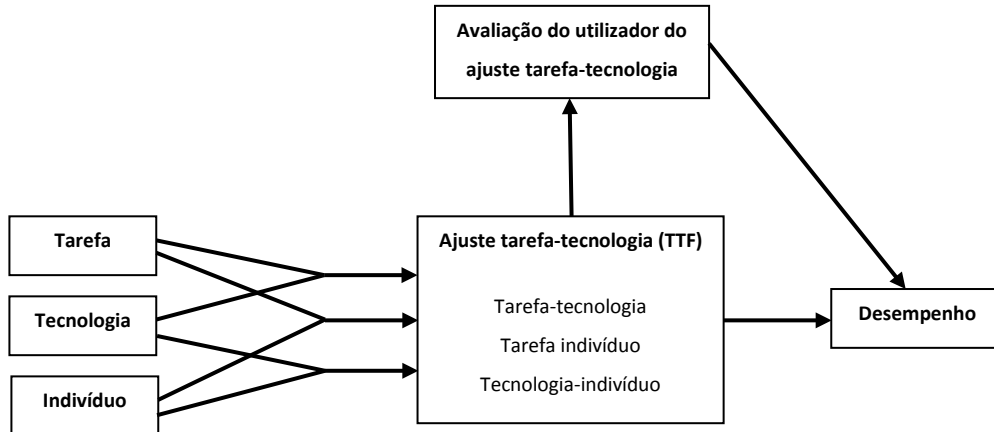 Avaliação do utilizador do
ajuste tarefa-tecnologia
Tarefa
Tecnologia
Indivíduo
Ajuste tarefa-tecnologia (TTF)
Tarefa-tecnologia
Tarefa indivíduo
Tecnologia-indivíduo
Desempenho